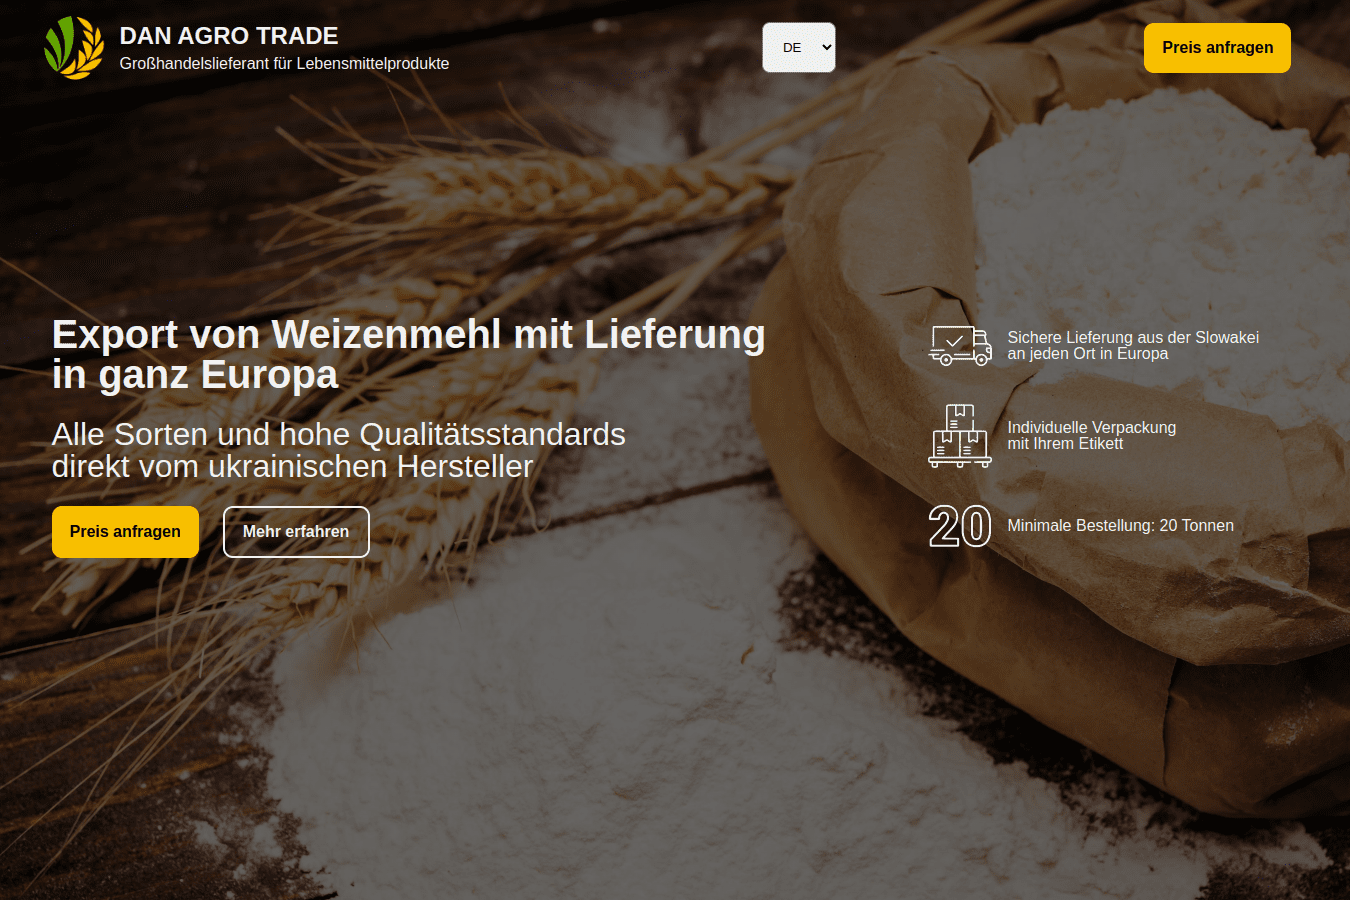 DAN AGRO TRADE
Großhandelslieferant für Lebensmittelprodukte
DE
Preis anfragen
Export von Weizenmehl mit Lieferung
in ganz Europa
Alle Sorten und hohe Qualitätsstandards
direkt vom ukrainischen Hersteller
Preis anfragen
Mehr erfahren
Sichere Lieferung aus der Slowakei
an jeden Ort in Europa
Individuelle Verpackung
mit Ihrem Etikett
20
Minimale Bestellung: 20 Tonnen